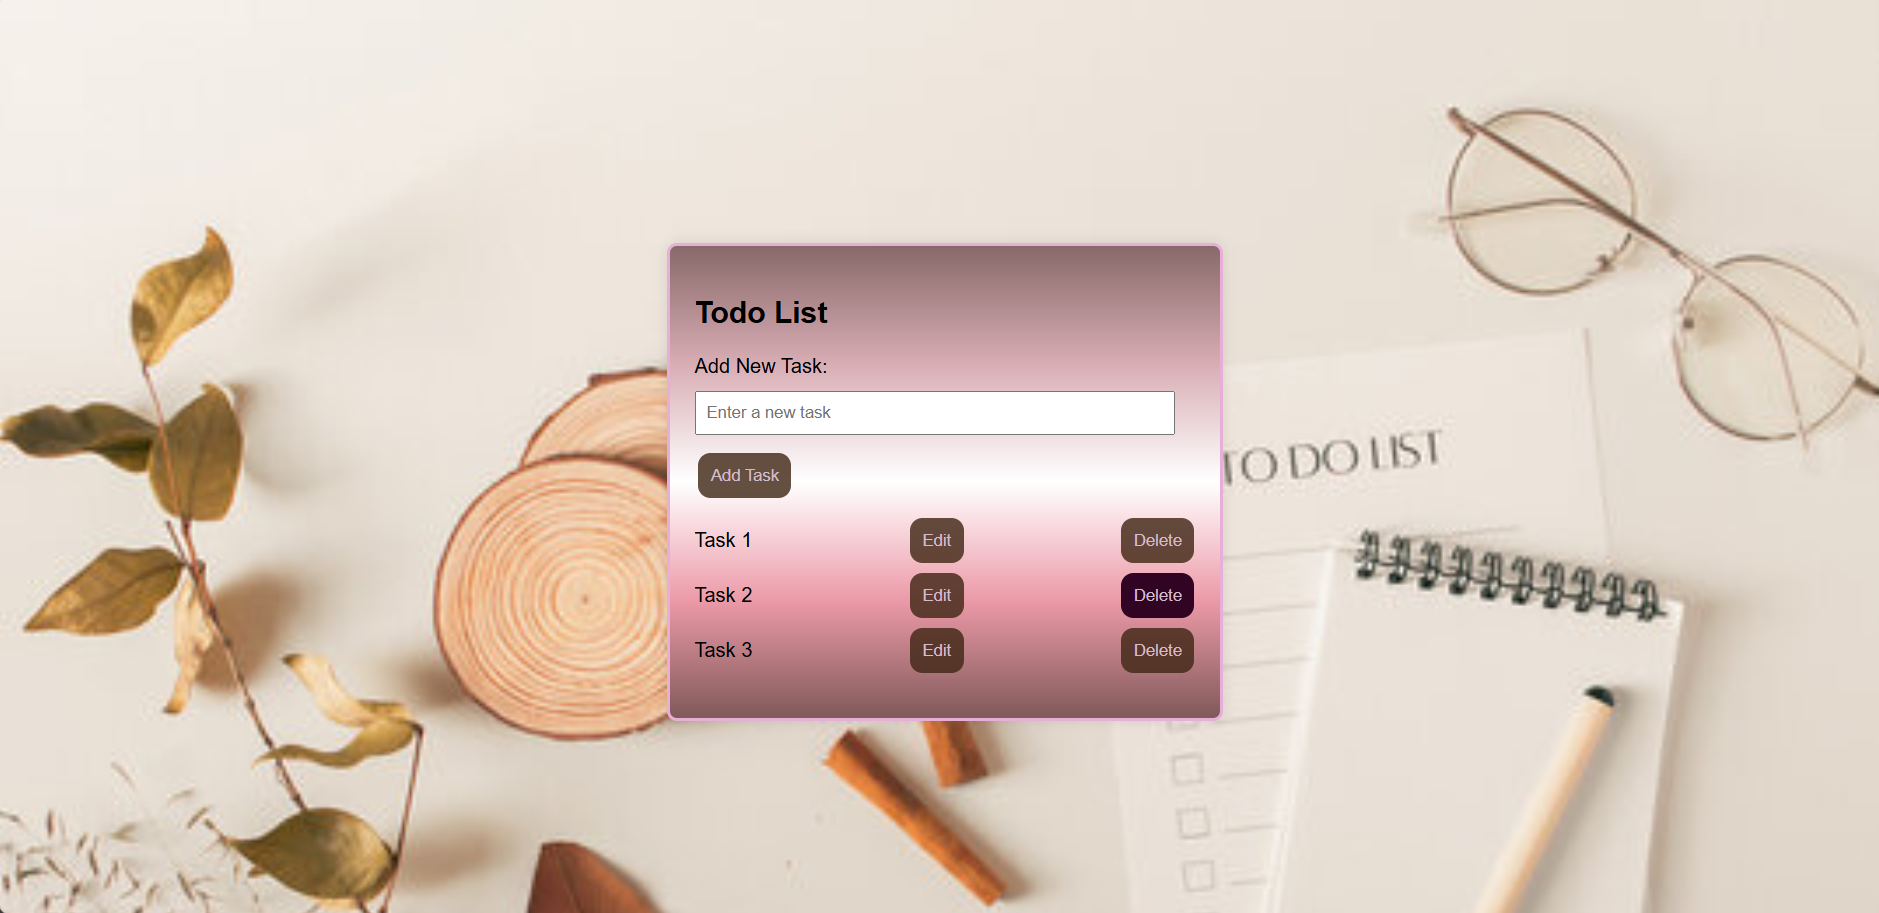 Todo List
Add New Task:
Enter a new task
TO DO LIST
Add Task
Task 1 Edit Delete
Task 2 Edit Delete
Task 3 Edit Delete